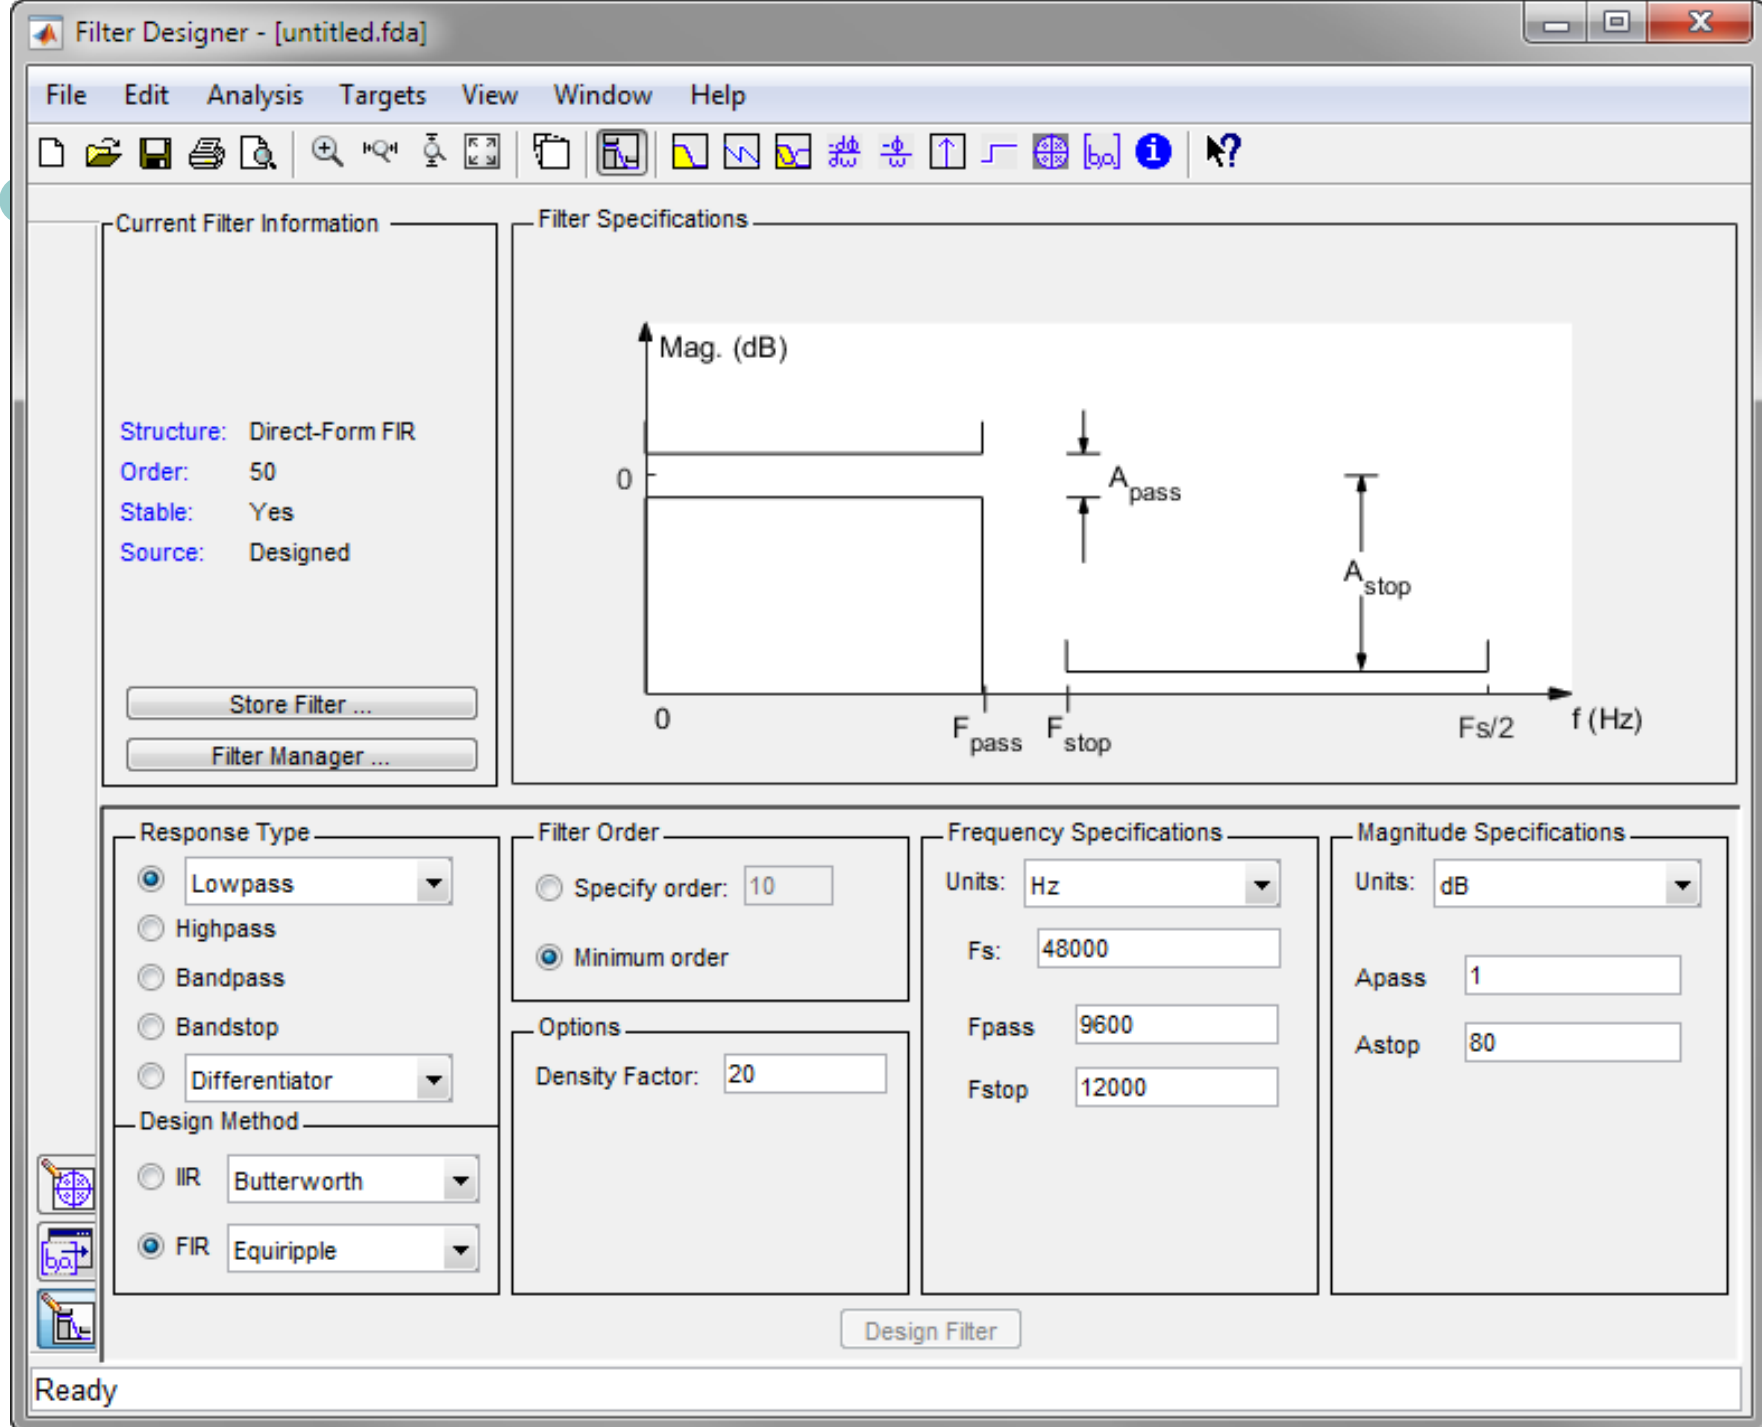 Filter Designer - [untitled.fda]
File Edit Analysis Targets View Window Help
Current Filter Information
Structure: Direct-Form FIR
Order: 50
Stable: Yes
Source: Designed
Store Filter ...
Filter Manager ...
Filter Specifications
Mag. (dB)
0
A pass
A stop
0
F pass
F stop
Fs/2
f (Hz)
Response Type
Lowpass
Highpass
Bandpass
Bandstop
Differentiator
Design Method
IIR Butterworth
FIR Equiripple
Filter Order
Specify order: 10
Minimum order
Options
Density Factor: 20
Frequency Specifications
Units: Hz
Fs: 48000
Fpass 9600
Fstop 12000
Magnitude Specifications
Units: dB
Apass 1
Astop 80
Design Filter
Ready